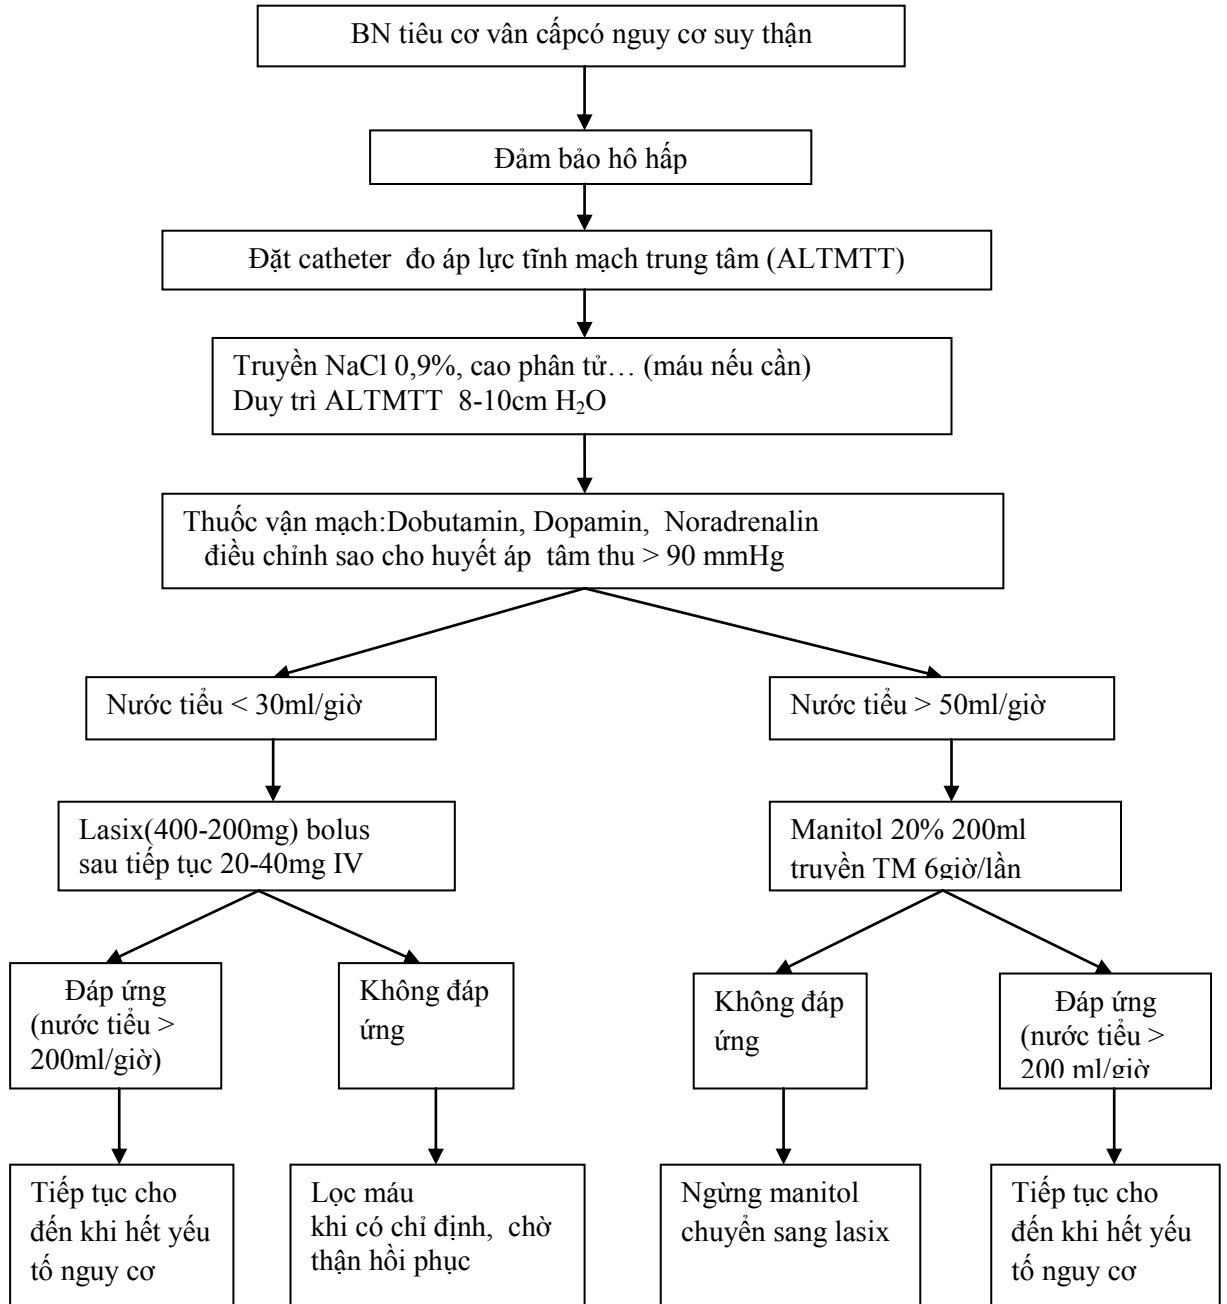 BN tiêu cơ vân cấpcó nguy cơ suy thận
Đảm bảo hô hấp
Đặt catheter đo áp lực tĩnh mạch trung tâm (ALTMTT)
Truyền NaCl 0,9%, cao phân tử… (máu nếu cần)
Duy trì ALTMTT 8-10cm H₂O
Thuốc vận mạch:Dobutamin, Dopamin, Noradrenalin
điều chỉnh sao cho huyết áp tâm thu > 90 mmHg
Nước tiểu < 30ml/giờ
Nước tiểu > 50ml/giờ
Lasix(400-200mg) bolus
sau tiếp tục 20-40mg IV
Manitol 20% 200ml
truyền TM 6giờ/lần
Đáp ứng
(nước tiểu >
200ml/giờ)
Không đáp
ứng
Không đáp
ứng
Đáp ứng
(nước tiểu >
200 ml/giờ
Tiếp tục cho
đến khi hết yếu
tố nguy cơ
Lọc máu
khi có chỉ định, chờ
thận hồi phục
Ngừng manitol
chuyển sang lasix
Tiếp tục cho
đến khi hết yếu
tố nguy cơ